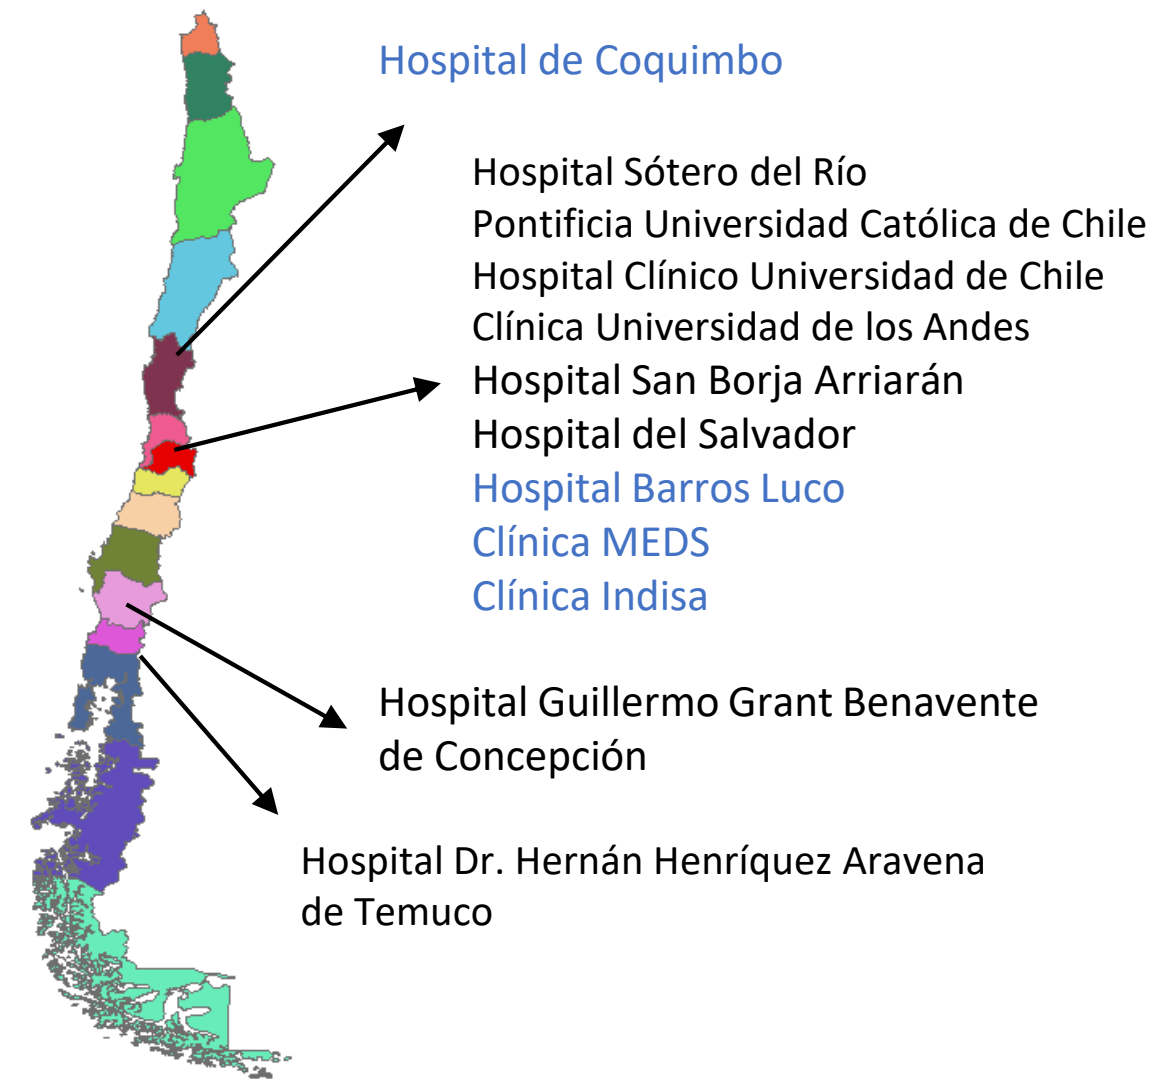 Hospital de Coquimbo
Hospital Sótero del Río
Pontificia Universidad Católica de Chile
Hospital Clínico Universidad de Chile
Clínica Universidad de los Andes
Hospital San Borja Arriarán
Hospital del Salvador
Hospital Barros Luco
Clínica MEDS
Clínica Indisa
Hospital Guillermo Grant Benavente
de Concepción
Hospital Dr. Hernán Henríquez Aravena
de Temuco